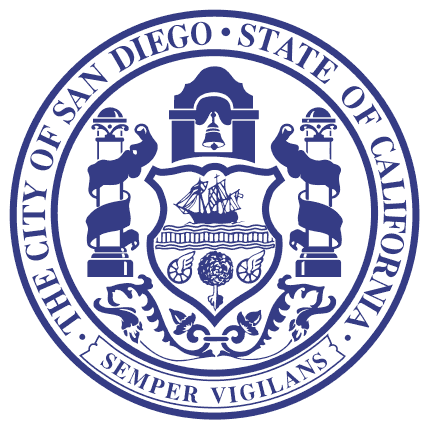 · THE CITY OF SAN DIEGO · STATE OF CALIFORNIA ·
SEMPER VIGILANS